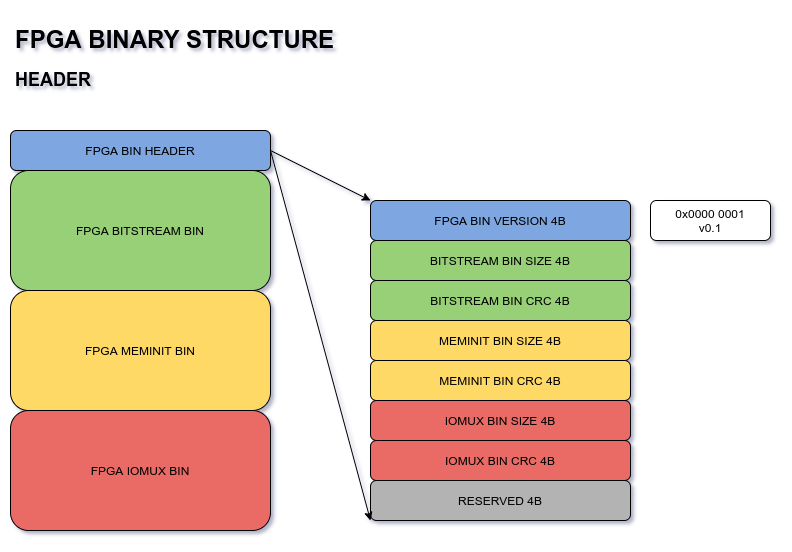 FPGA BINARY STRUCTURE
HEADER
FPGA BIN HEADER
FPGA BITSTREAM BIN
FPGA MEMINIT BIN
FPGA IOMUX BIN
FPGA BIN VERSION 4B
BITSTREAM BIN SIZE 4B
BITSTREAM BIN CRC 4B
MEMINIT BIN SIZE 4B
MEMINIT BIN CRC 4B
IOMUX BIN SIZE 4B
IOMUX BIN CRC 4B
RESERVED 4B
0x0000 0001
v0.1